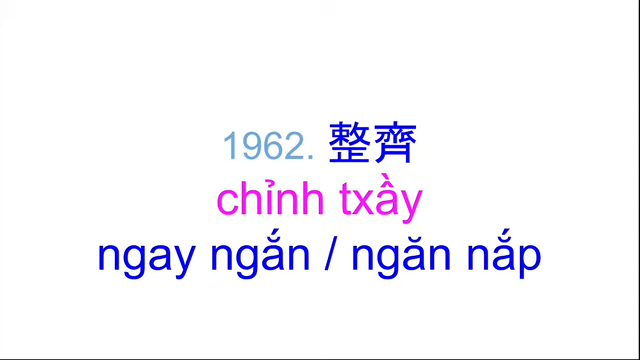 1962. 整齊
chỉnh txầy
ngay ngắn / ngăn nắp